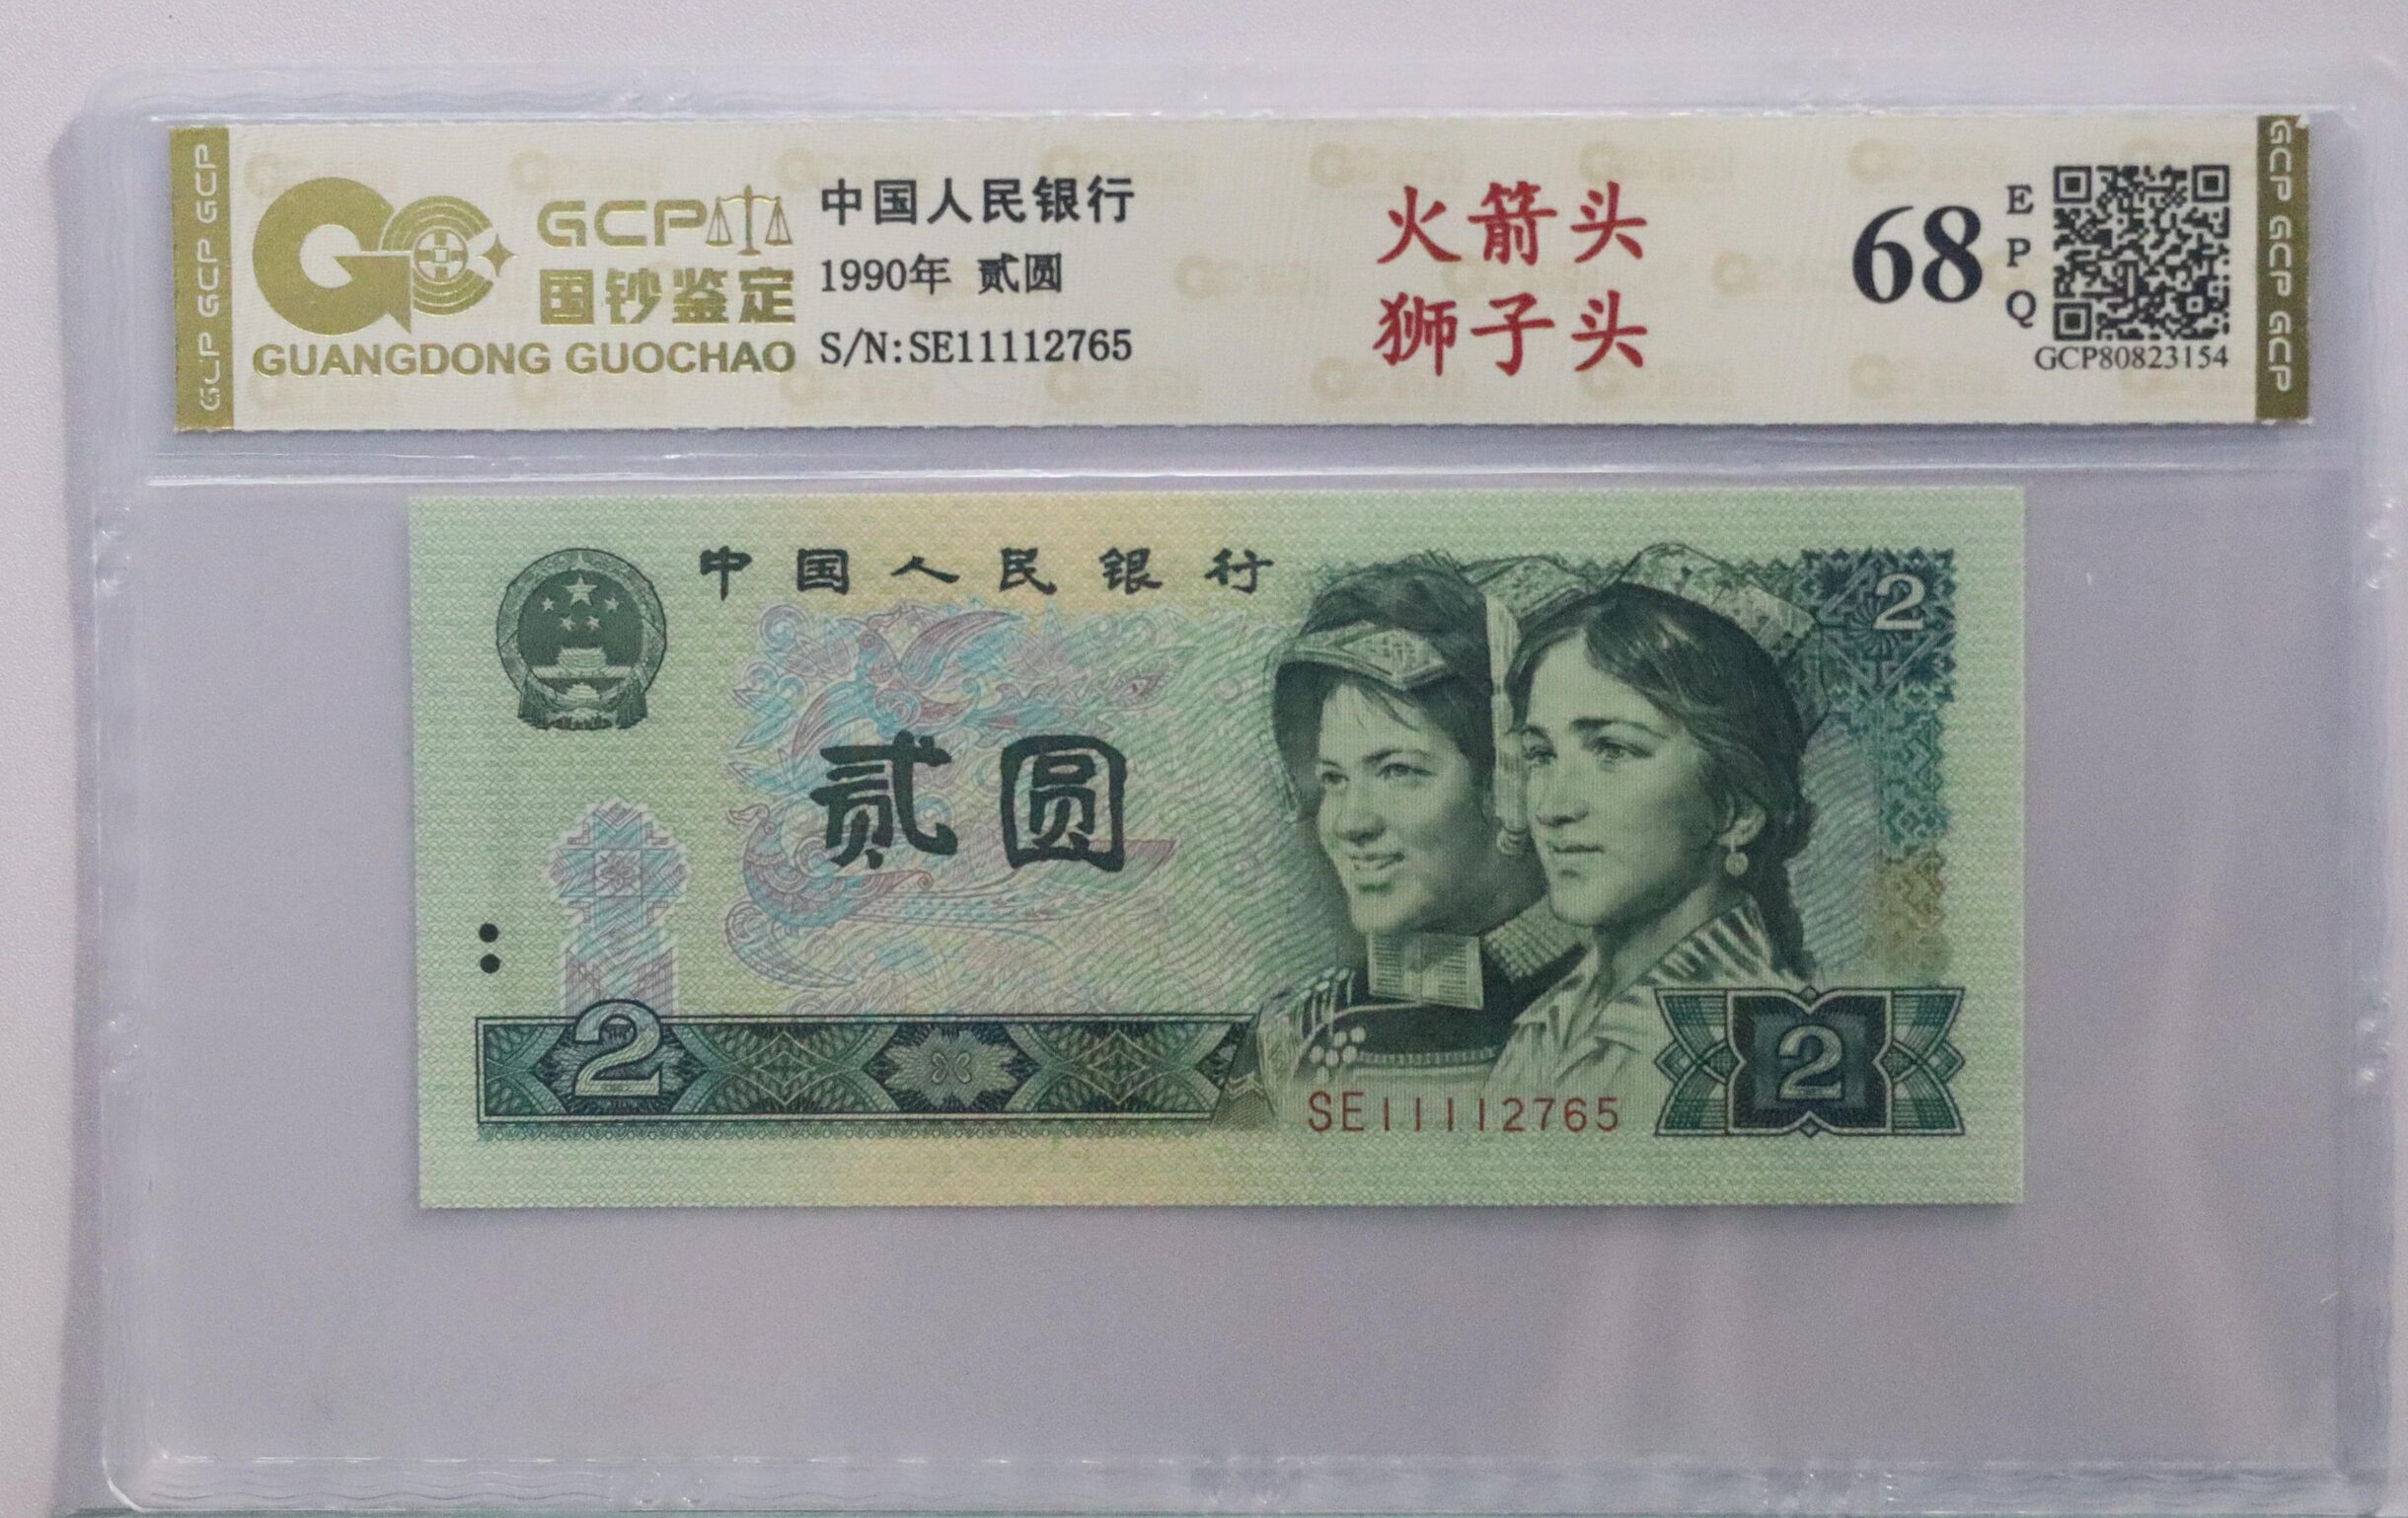 GCP GCP GCP
GCP
国钞鉴定
GUANGDONG GUOCHAO
中国人民银行
1990年 贰圆
S/N:SE11112765
火箭头
狮子头
68
EPQ
GCP80823154
GCP GCP GCP
中国人民银行
2
贰圆
2
2
SE11112765